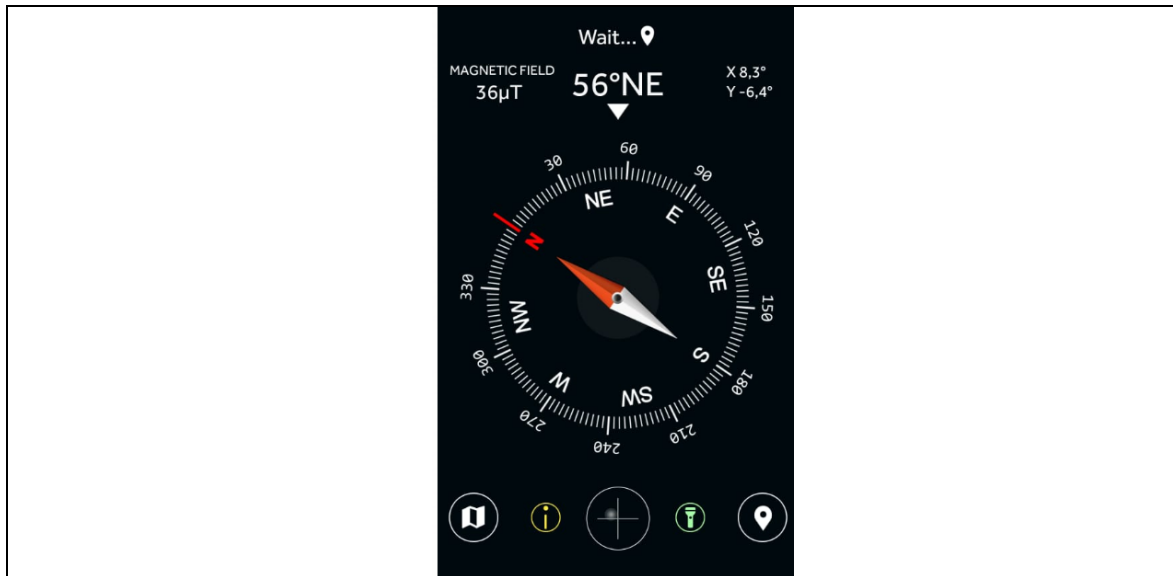 Wait...
MAGNETIC FIELD
36µT
56°NE
X 8,3°
Y -6,4°
N
30
NE
60
90
E
120
SE
150
S
180
210
SW
240
270
W
300
NW
330
i